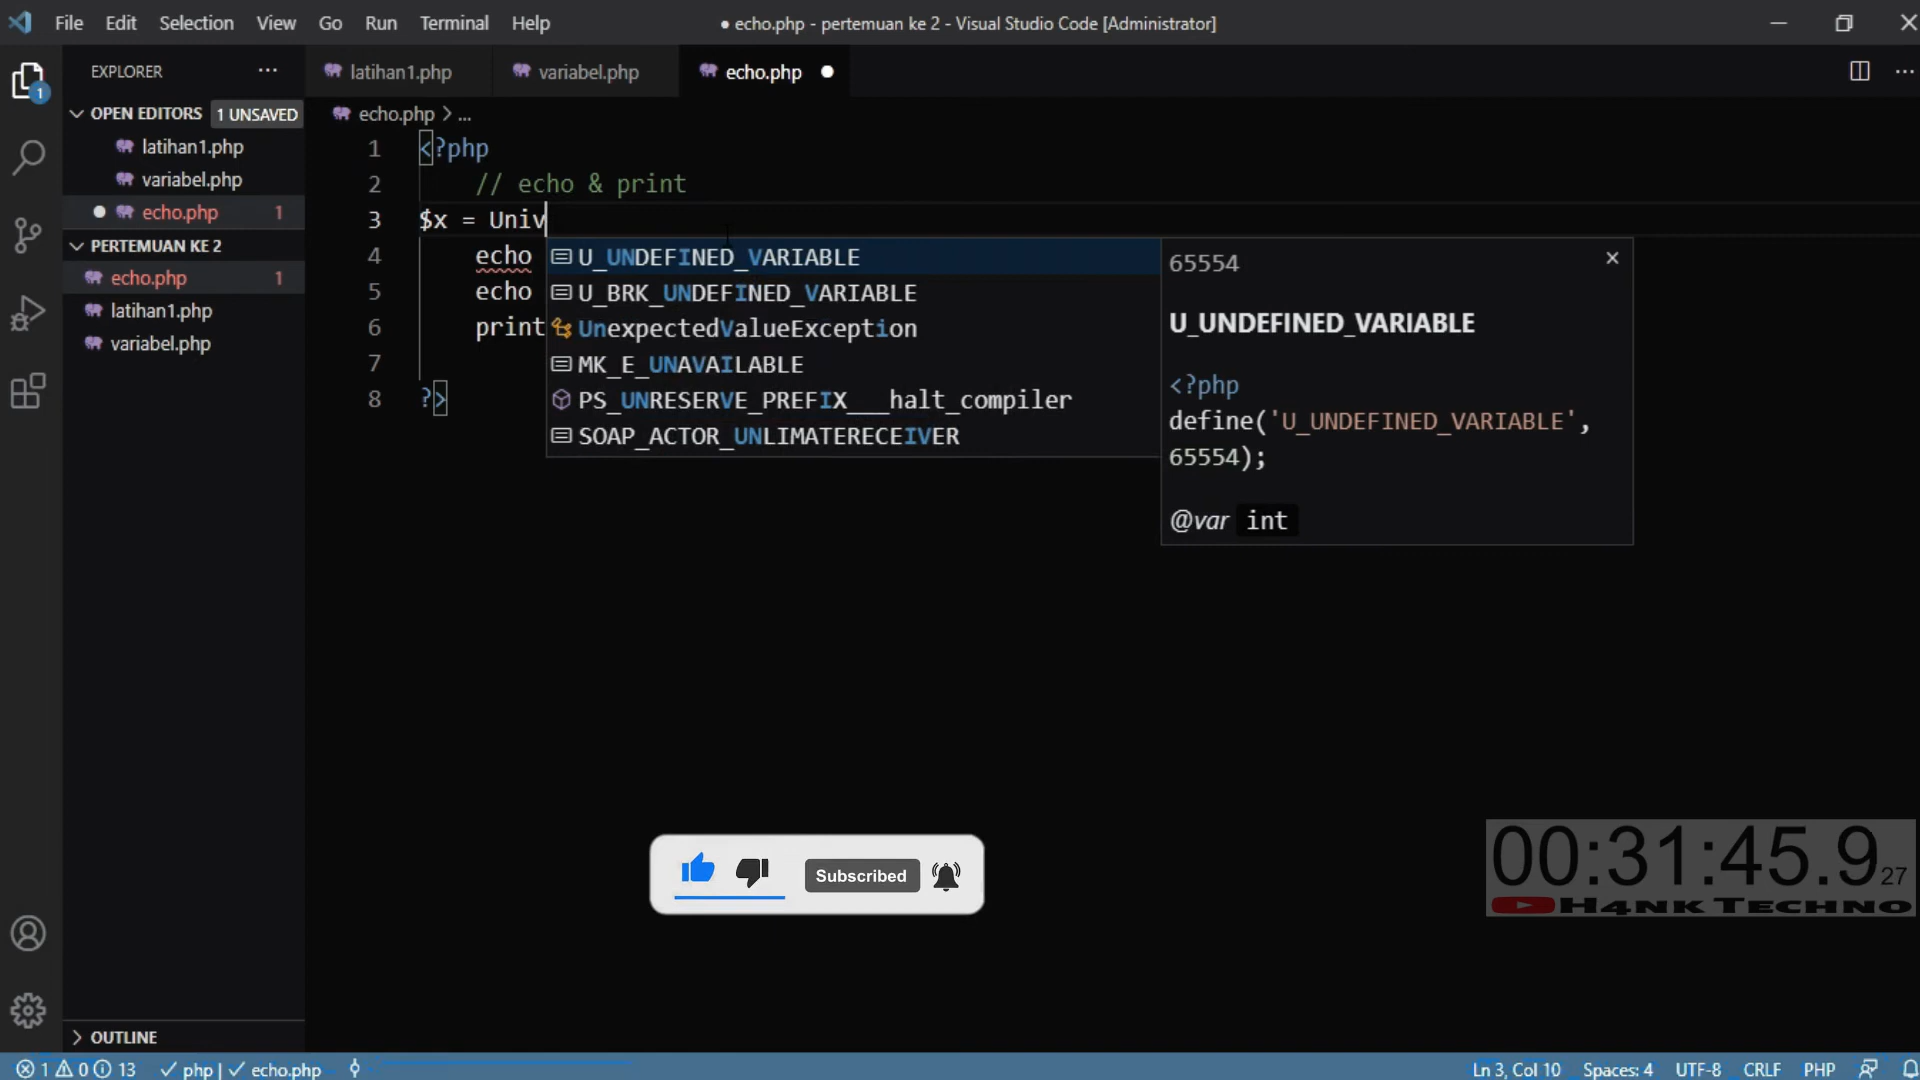 File Edit Selection View Go Run Terminal Help
● echo.php - pertemuan ke 2 - Visual Studio Code [Administrator]
EXPLORER
OPEN EDITORS 1 UNSAVED
latihan1.php
variabel.php
echo.php 1
PERTEMUAN KE 2
echo.php 1
latihan1.php
variabel.php
OUTLINE
1
latihan1.php variabel.php echo.php
echo.php > ...
1 <?php
2 // echo & print
3 $x = Univ
4 echo
5 echo
6 print
7
8 ?>
U_UNDEFINED_VARIABLE
U_BRK_UNDEFINED_VARIABLE
UnexpectedValueException
MK_E_UNAVAILABLE
PS_UNRESERVE_PREFIX___halt_compiler
SOAP_ACTOR_UNLIMATERECEIVER
65554
U_UNDEFINED_VARIABLE
<?php
define('U_UNDEFINED_VARIABLE',
65554);
@var int
Subscribed
00:31:45.927
H4NK TECHNO
1 0 13 php | echo.php
Ln 3, Col 10 Spaces: 4 UTF-8 CRLF PHP